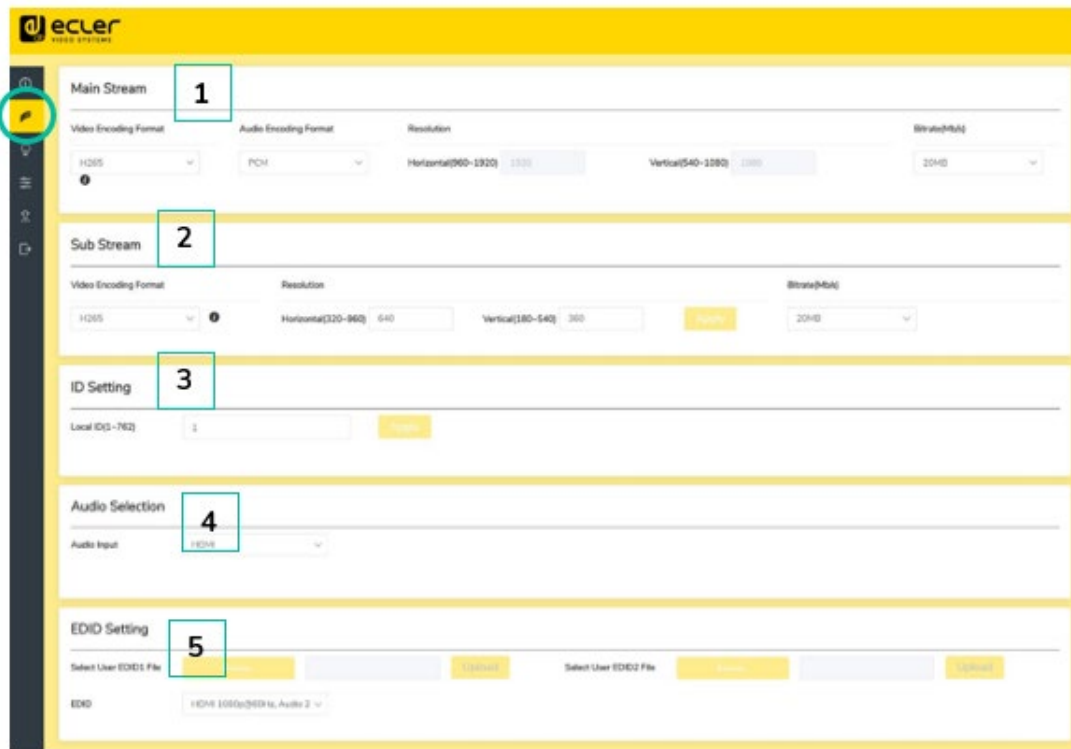 ecler
VIDEO SYSTEMS
Main Stream 1
Video Encoding Format Audio Encoding Format Resolution Bitrate(Mb/s)
H265 PCM Horizontal(960~1920) 1920 Vertical(540~1080) 1080 20MB
Sub Stream 2
Video Encoding Format Resolution Bitrate(Mb/s)
H265 Horizontal(320~960) 640 Vertical(180~540) 360 Apply 20MB
ID Setting 3
Local ID(1~762) 1 Apply
Audio Selection 4
Audio Input HDMI
EDID Setting 5
Select User EDID1 File Upload Select User EDID2 File Upload
EDID HDMI 1080p@60Hz, Audio 2